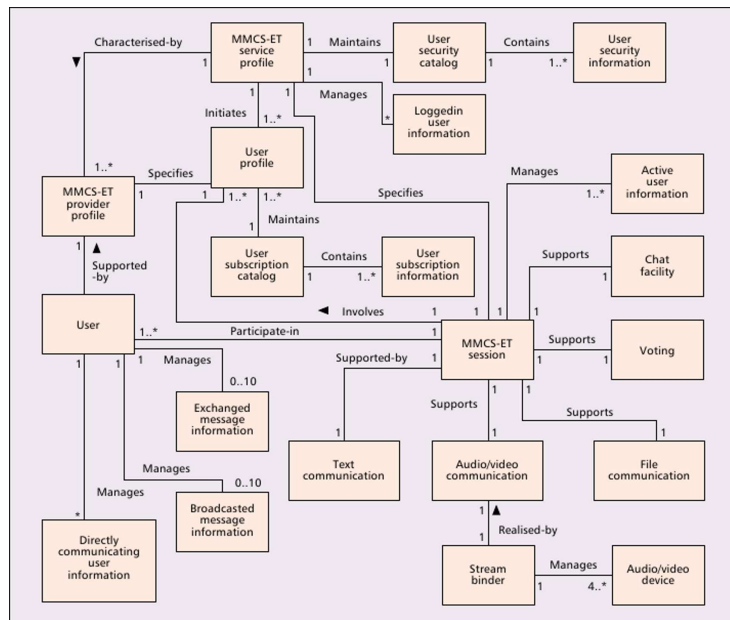 Characterised-by
MMCS-ET
service
profile
1
Maintains
1
User
security
catalog
Contains
1
1..*
User
security
information
1
1
1
1
Manages
*
Loggedin
user
information
Initiates
1..*
User
profile
1..*
MMCS-ET
provider
profile
Specifies
1
1
1..*
1..*
Specifies
Manages
1..*
Active
user
information
Maintains
1
User
subscription
catalog
Contains
1
1..*
User
subscription
information
1
Supported
-by
Supports
1
Chat
facility
User
1..*
Involves
1
1
1
1
Participate-in
1
MMCS-ET
session
Supports
1
1
Voting
1
1
1
Manages
0..10
Exchanged
message
information
Supported-by
1
1
Text
communication
Supports
1
1
Audio/video
communication
1
Supports
1
File
communication
Manages
0..10
Broadcasted
message
information
Manages
*
Directly
communicating
user
information
1
Realised-by
1
Stream
binder
Manages
1
4..*
Audio/video
device